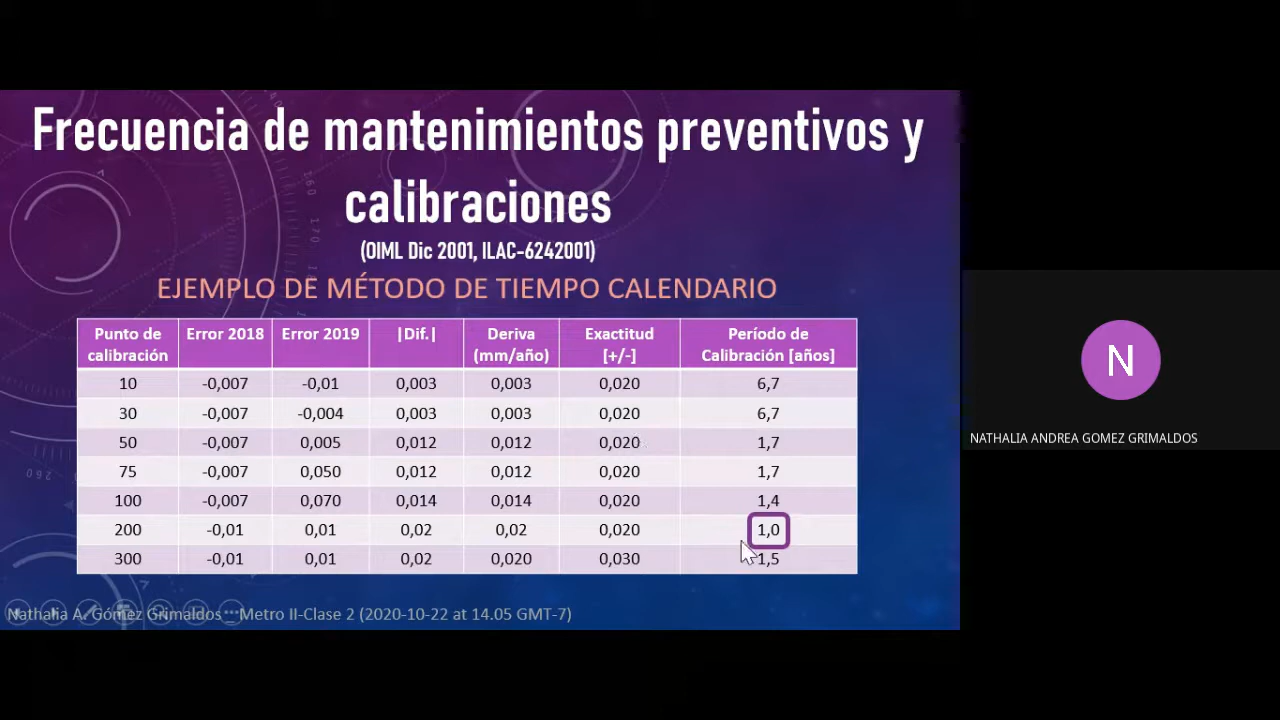 Frecuencia de mantenimientos preventivos y
calibraciones
(OIML Dic 2001, ILAC-6242001)
EJEMPLO DE MÉTODO DE TIEMPO CALENDARIO
Punto de calibración Error 2018 Error 2019 |Dif.| Deriva (mm/año) Exactitud [+/-] Período de Calibración [años]
10 -0,007 -0,01 0,003 0,003 0,020 6,7
30 -0,007 -0,004 0,003 0,003 0,020 6,7
50 -0,007 0,005 0,012 0,012 0,020 1,7
75 -0,007 0,050 0,012 0,012 0,020 1,7
100 -0,007 0,070 0,014 0,014 0,020 1,4
200 -0,01 0,01 0,02 0,02 0,020 1,0
300 -0,01 0,01 0,02 0,020 0,030 1,5
Nathalia A. Gómez Grimaldos _ Metro II-Clase 2 (2020-10-22 at 14.05 GMT-7)
N
NATHALIA ANDREA GOMEZ GRIMALDOS
160
170
260